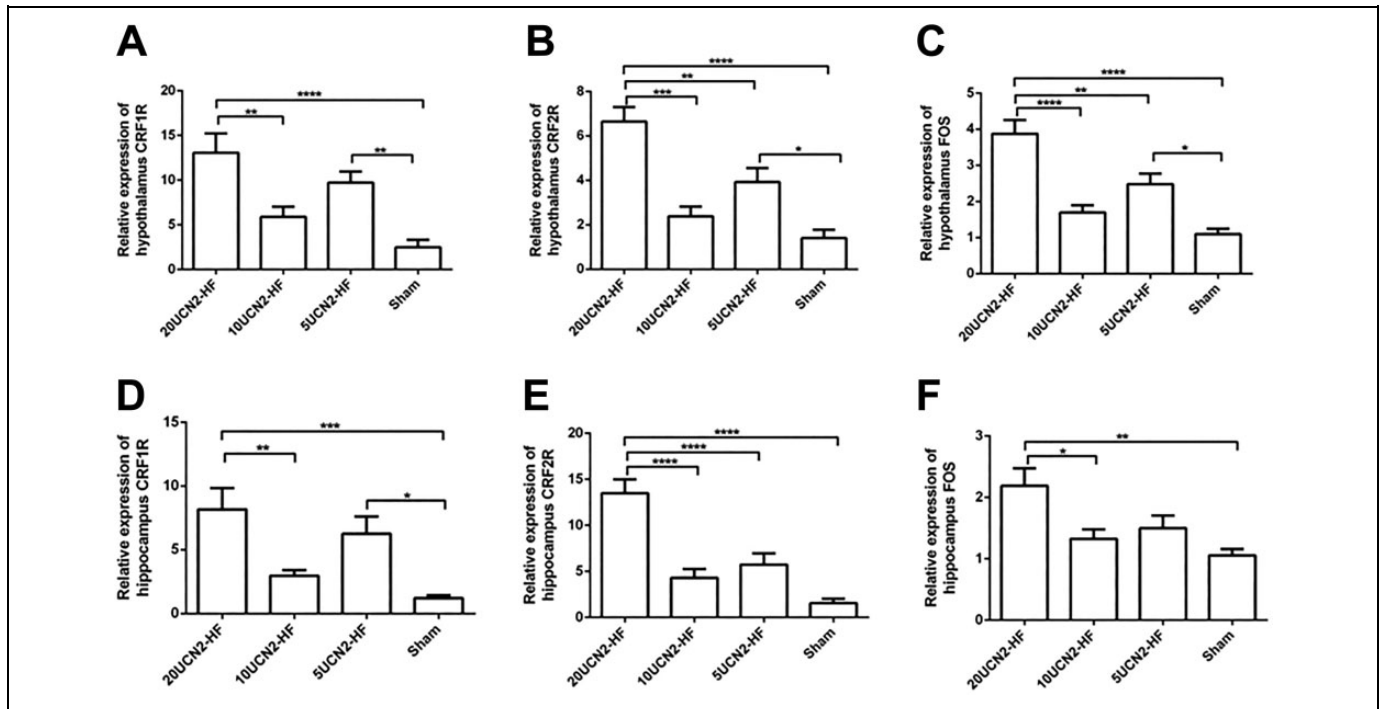 A
Relative expression of
hypothalamus CRF1R
20
15
10
5
0
****
**
**
20UCN2-HF
10UCN2-HF
5UCN2-HF
Sham
B
Relative expression of
hypothalamus CRF2R
8
6
4
2
0
****
**
***
*
20UCN2-HF
10UCN2-HF
5UCN2-HF
Sham
C
Relative expression of
hypothalamus FOS
5
4
3
2
1
0
****
**
****
*
20UCN2-HF
10UCN2-HF
5UCN2-HF
Sham
D
Relative expression of
hippocampus CRF1R
15
10
5
0
***
**
*
20UCN2-HF
10UCN2-HF
5UCN2-HF
Sham
E
Relative expression of
hippocampus CRF2R
20
15
10
5
0
****
****
****
20UCN2-HF
10UCN2-HF
5UCN2-HF
Sham
F
Relative expression of
hippocampus FOS
3
2
1
0
**
*
20UCN2-HF
10UCN2-HF
5UCN2-HF
Sham